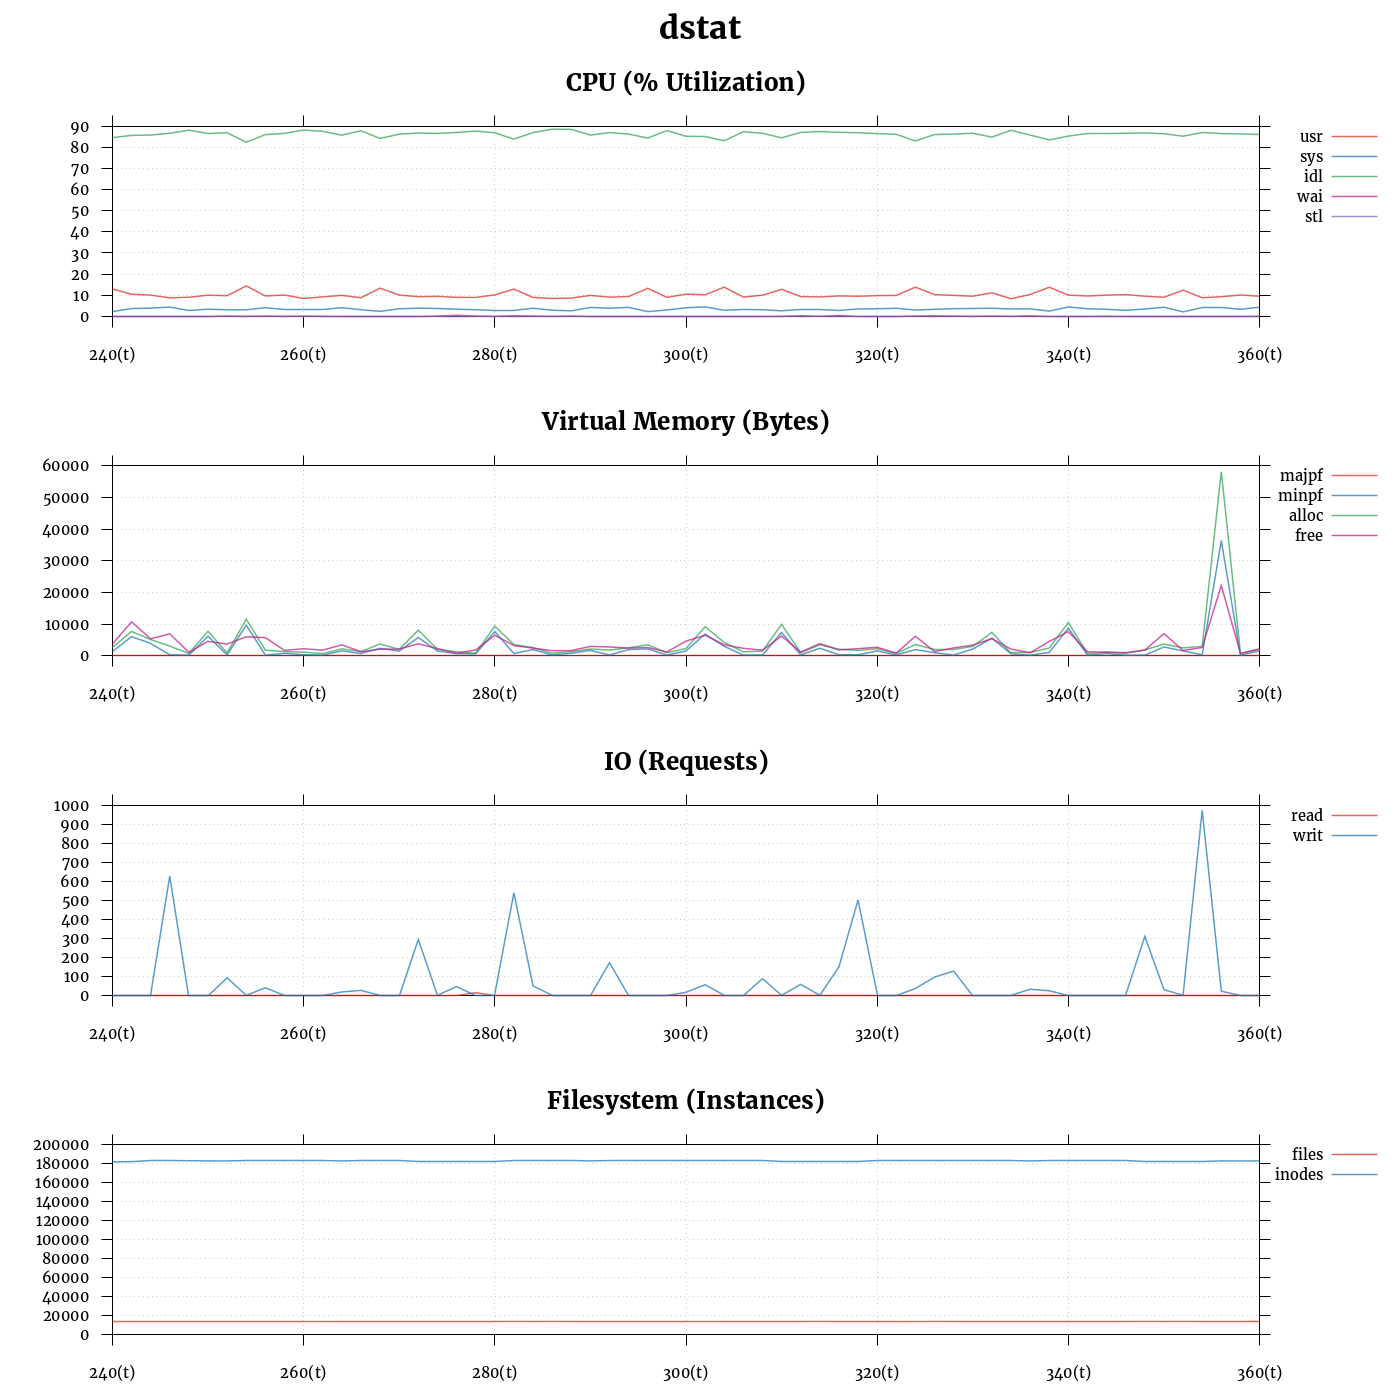 dstat
CPU (% Utilization)
90
80
70
60
50
40
30
20
10
0
240(t) 260(t) 280(t) 300(t) 320(t) 340(t) 360(t)
usr
sys
idl
wai
stl
Virtual Memory (Bytes)
60000
50000
40000
30000
20000
10000
0
240(t) 260(t) 280(t) 300(t) 320(t) 340(t) 360(t)
majpf
minpf
alloc
free
IO (Requests)
1000
900
800
700
600
500
400
300
200
100
0
240(t) 260(t) 280(t) 300(t) 320(t) 340(t) 360(t)
read
writ
Filesystem (Instances)
200000
180000
160000
140000
120000
100000
80000
60000
40000
20000
0
240(t) 260(t) 280(t) 300(t) 320(t) 340(t) 360(t)
files
inodes